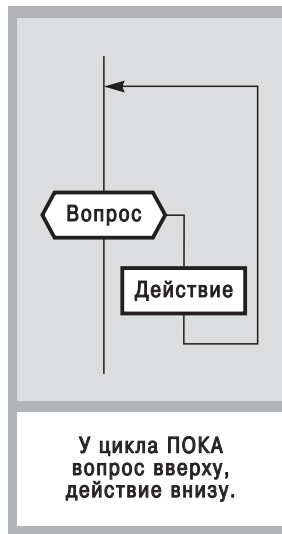 Вопрос
Действие
У цикла ПОКА
вопрос вверху,
действие внизу.